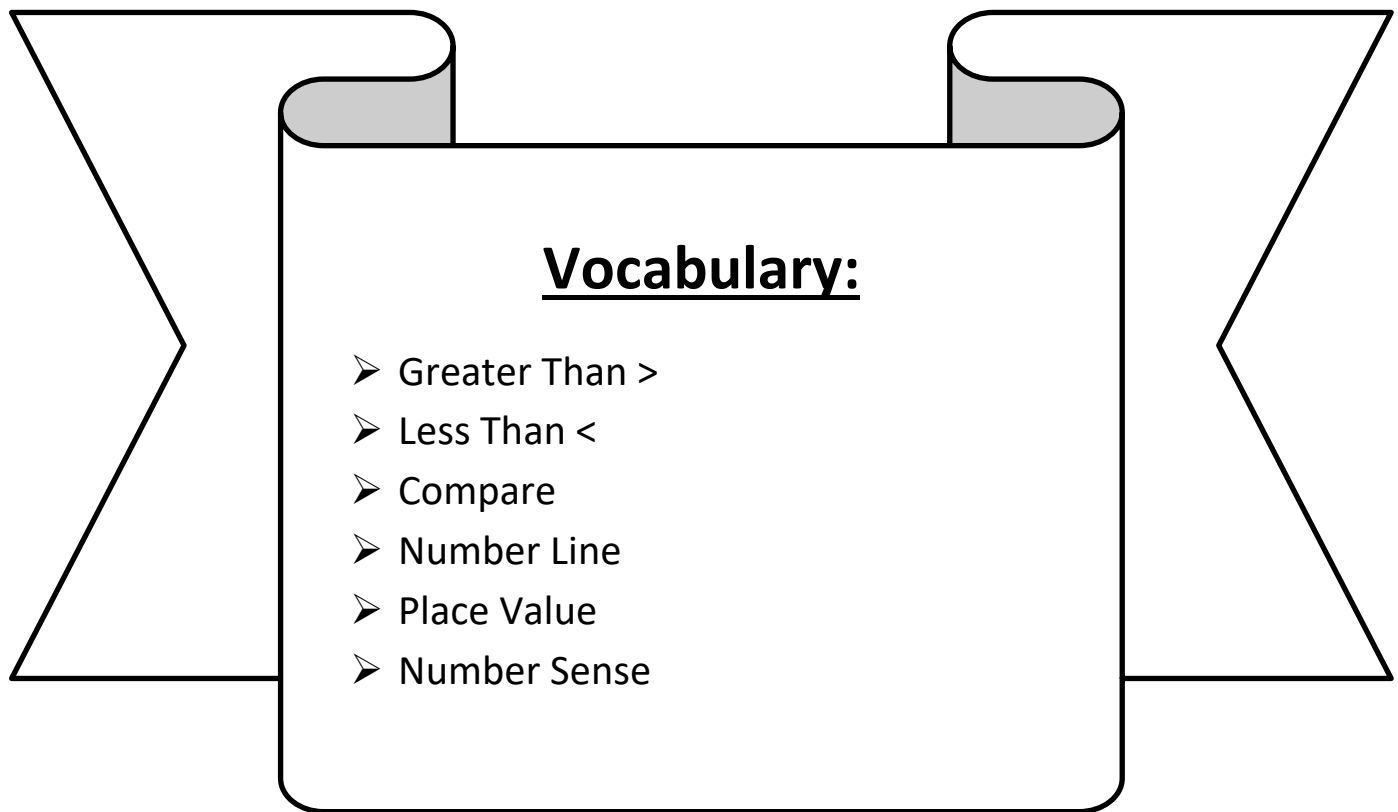 Vocabulary:
➢ Greater Than >
➢ Less Than <
➢ Compare
➢ Number Line
➢ Place Value
➢ Number Sense